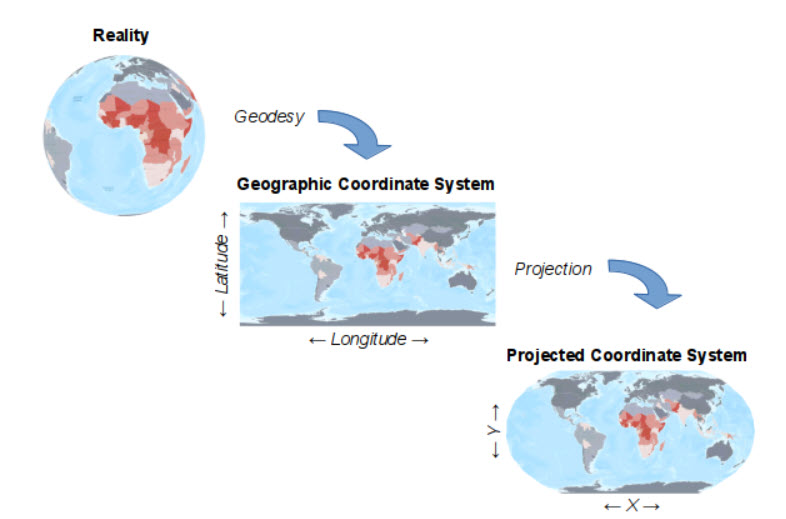 Reality
Geodesy
Geographic Coordinate System
← Latitude →
← Longitude →
Projection
Projected Coordinate System
← Y →
← X →